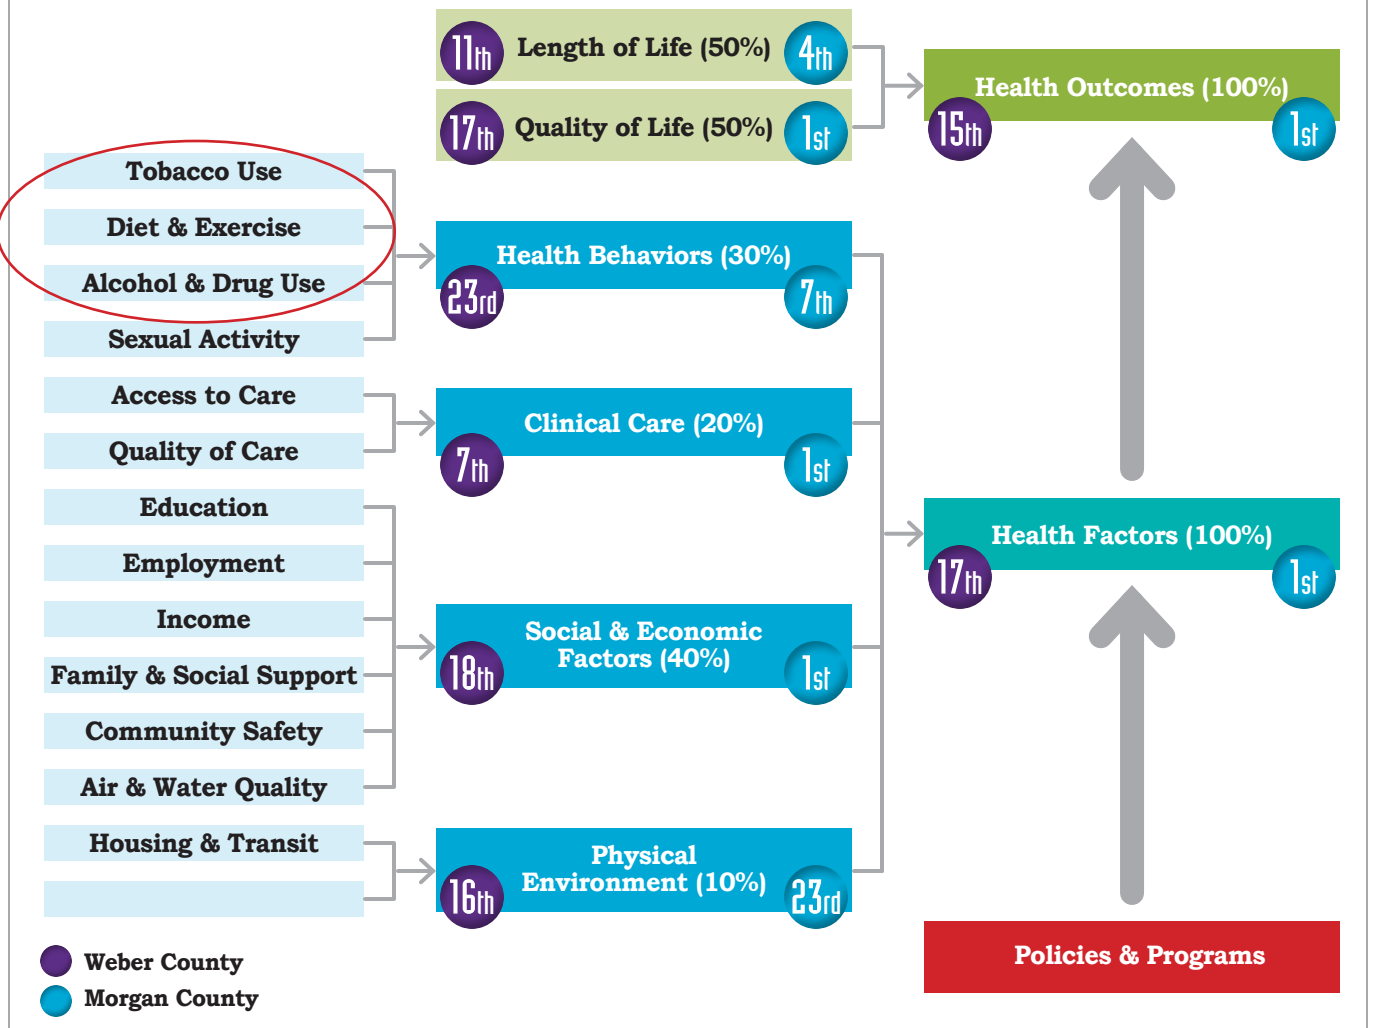 11th Length of Life (50%) 4th
17th Quality of Life (50%) 1st
Health Outcomes (100%)
15th 1st
Tobacco Use
Diet & Exercise
Alcohol & Drug Use
Sexual Activity
Health Behaviors (30%)
23rd 7th
Access to Care
Quality of Care
Clinical Care (20%)
7th 1st
Education
Employment
Income
Family & Social Support
Community Safety
Air & Water Quality
Social & Economic
Factors (40%)
18th 1st
Housing & Transit
Physical
Environment (10%)
16th 23rd
Health Factors (100%)
17th 1st
Policies & Programs
Weber County
Morgan County